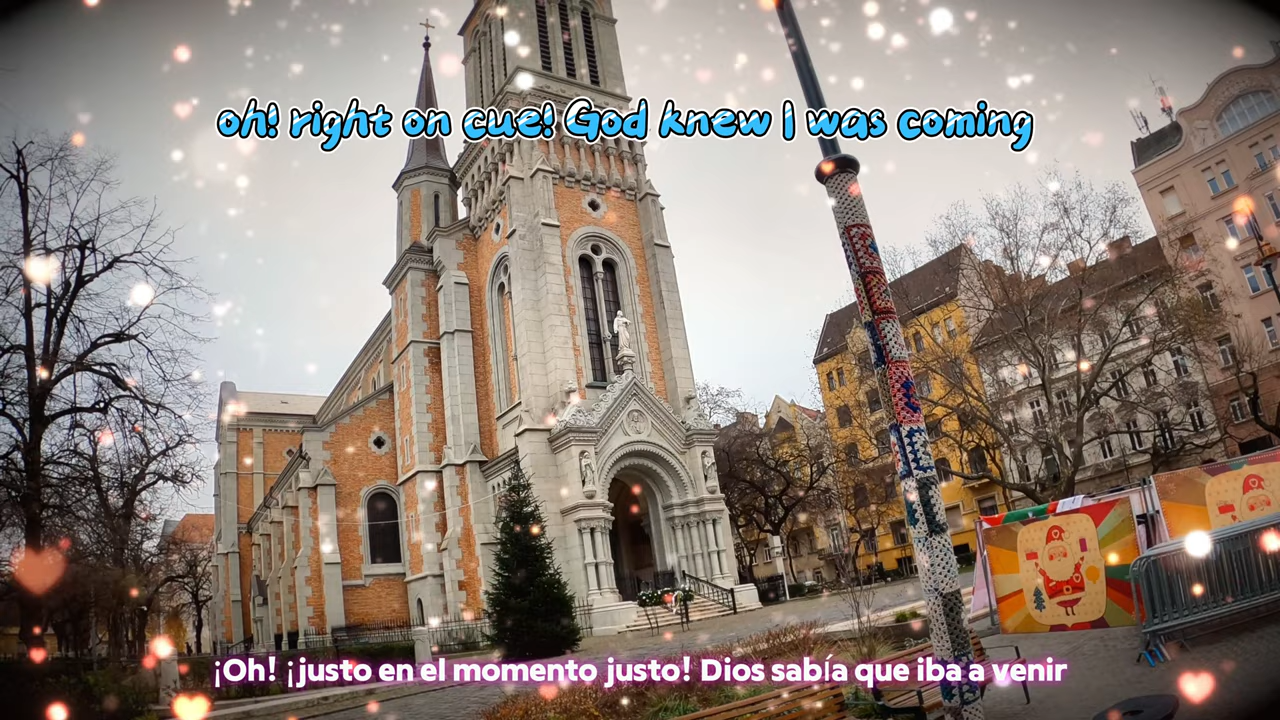 oh! right on cue! God knew I was coming
¡Oh! ¡justo en el momento justo! Dios sabía que iba a venir